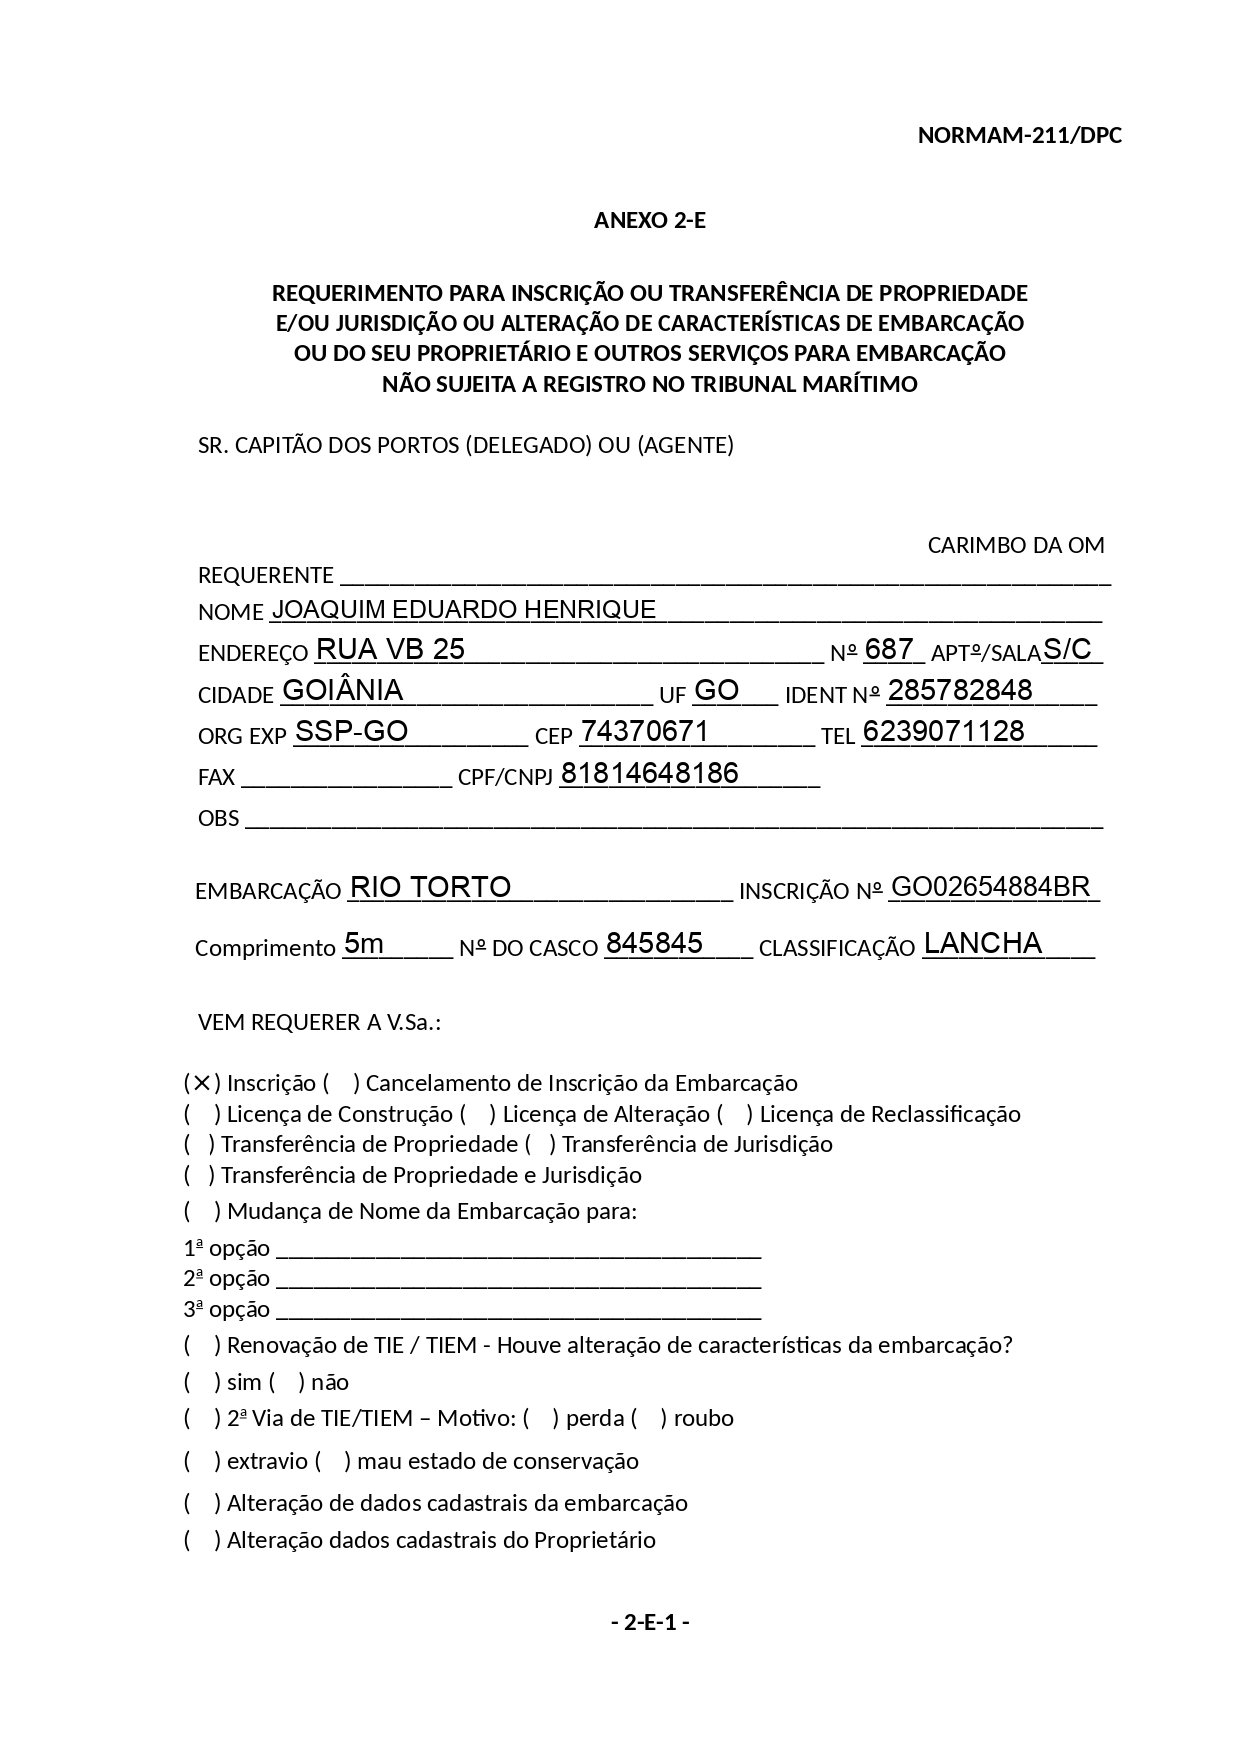 NORMAM-211/DPC
ANEXO 2-E
REQUERIMENTO PARA INSCRIÇÃO OU TRANSFERÊNCIA DE PROPRIEDADE
E/OU JURISDIÇÃO OU ALTERAÇÃO DE CARACTERÍSTICAS DE EMBARCAÇÃO
OU DO SEU PROPRIETÁRIO E OUTROS SERVIÇOS PARA EMBARCAÇÃO
NÃO SUJEITA A REGISTRO NO TRIBUNAL MARÍTIMO
SR. CAPITÃO DOS PORTOS (DELEGADO) OU (AGENTE)
CARIMBO DA OM
REQUERENTE ______________________________________________________________
NOME JOAQUIM EDUARDO HENRIQUE
ENDEREÇO RUA VB 25 Nº 687 APTº/SALA S/C
CIDADE GOIÂNIA UF GO IDENT Nº 285782848
ORG EXP SSP-GO CEP 74370671 TEL 6239071128
FAX _________________ CPF/CNPJ 81814648186
OBS _____________________________________________________________________
EMBARCAÇÃO RIO TORTO INSCRIÇÃO Nº GO02654884BR
Comprimento 5m Nº DO CASCO 845845 CLASSIFICAÇÃO LANCHA
VEM REQUERER A V.Sa.:
(✕) Inscrição (   ) Cancelamento de Inscrição da Embarcação
(   ) Licença de Construção (   ) Licença de Alteração (   ) Licença de Reclassificação
(   ) Transferência de Propriedade (   ) Transferência de Jurisdição
(   ) Transferência de Propriedade e Jurisdição
(   ) Mudança de Nome da Embarcação para:
1ª opção _______________________________________
2ª opção _______________________________________
3ª opção _______________________________________
(   ) Renovação de TIE / TIEM - Houve alteração de características da embarcação?
(   ) sim (   ) não
(   ) 2ª Via de TIE/TIEM – Motivo: (   ) perda (   ) roubo
(   ) extravio (   ) mau estado de conservação
(   ) Alteração de dados cadastrais da embarcação
(   ) Alteração dados cadastrais do Proprietário
- 2-E-1 -